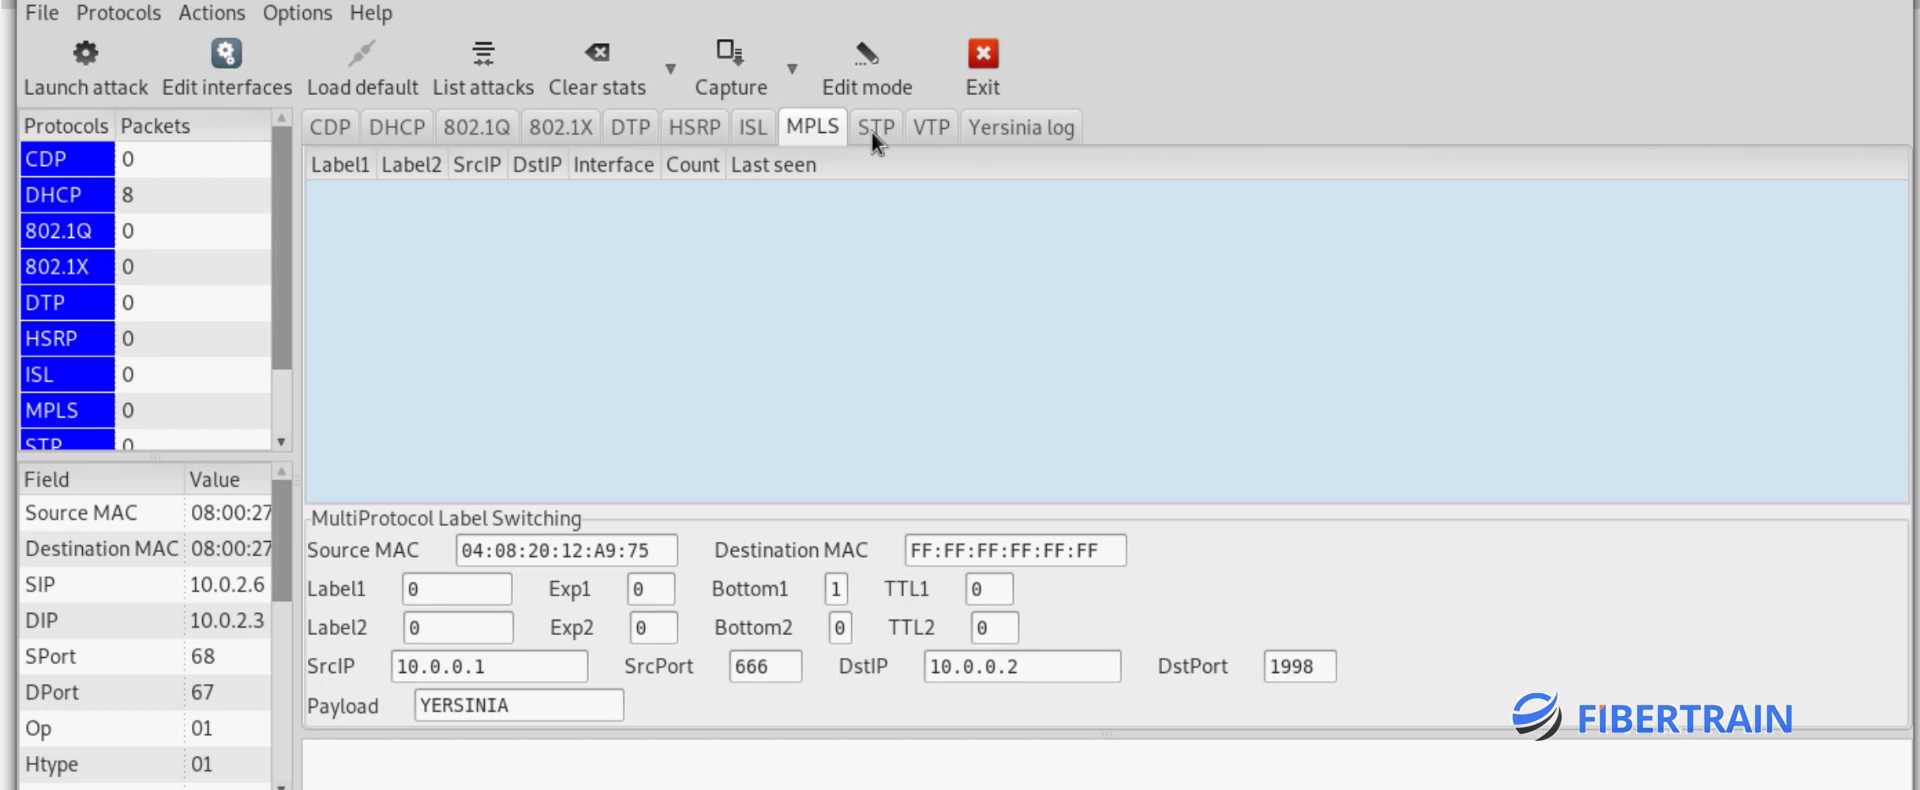 File Protocols Actions Options Help
Launch attack Edit interfaces Load default List attacks Clear stats Capture Edit mode Exit
Protocols Packets
CDP 0
DHCP 8
802.1Q 0
802.1X 0
DTP 0
HSRP 0
ISL 0
MPLS 0
STP 0
Field Value
Source MAC 08:00:27
Destination MAC 08:00:27
SIP 10.0.2.6
DIP 10.0.2.3
SPort 68
DPort 67
Op 01
Htype 01
CDP DHCP 802.1Q 802.1X DTP HSRP ISL MPLS STP VTP Yersinia log
Label1 Label2 SrcIP DstIP Interface Count Last seen
MultiProtocol Label Switching
Source MAC 04:08:20:12:A9:75 Destination MAC FF:FF:FF:FF:FF:FF
Label1 0 Exp1 0 Bottom1 1 TTL1 0
Label2 0 Exp2 0 Bottom2 0 TTL2 0
SrcIP 10.0.0.1 SrcPort 666 DstIP 10.0.0.2 DstPort 1998
Payload YERSINIA
FIBERTRAIN